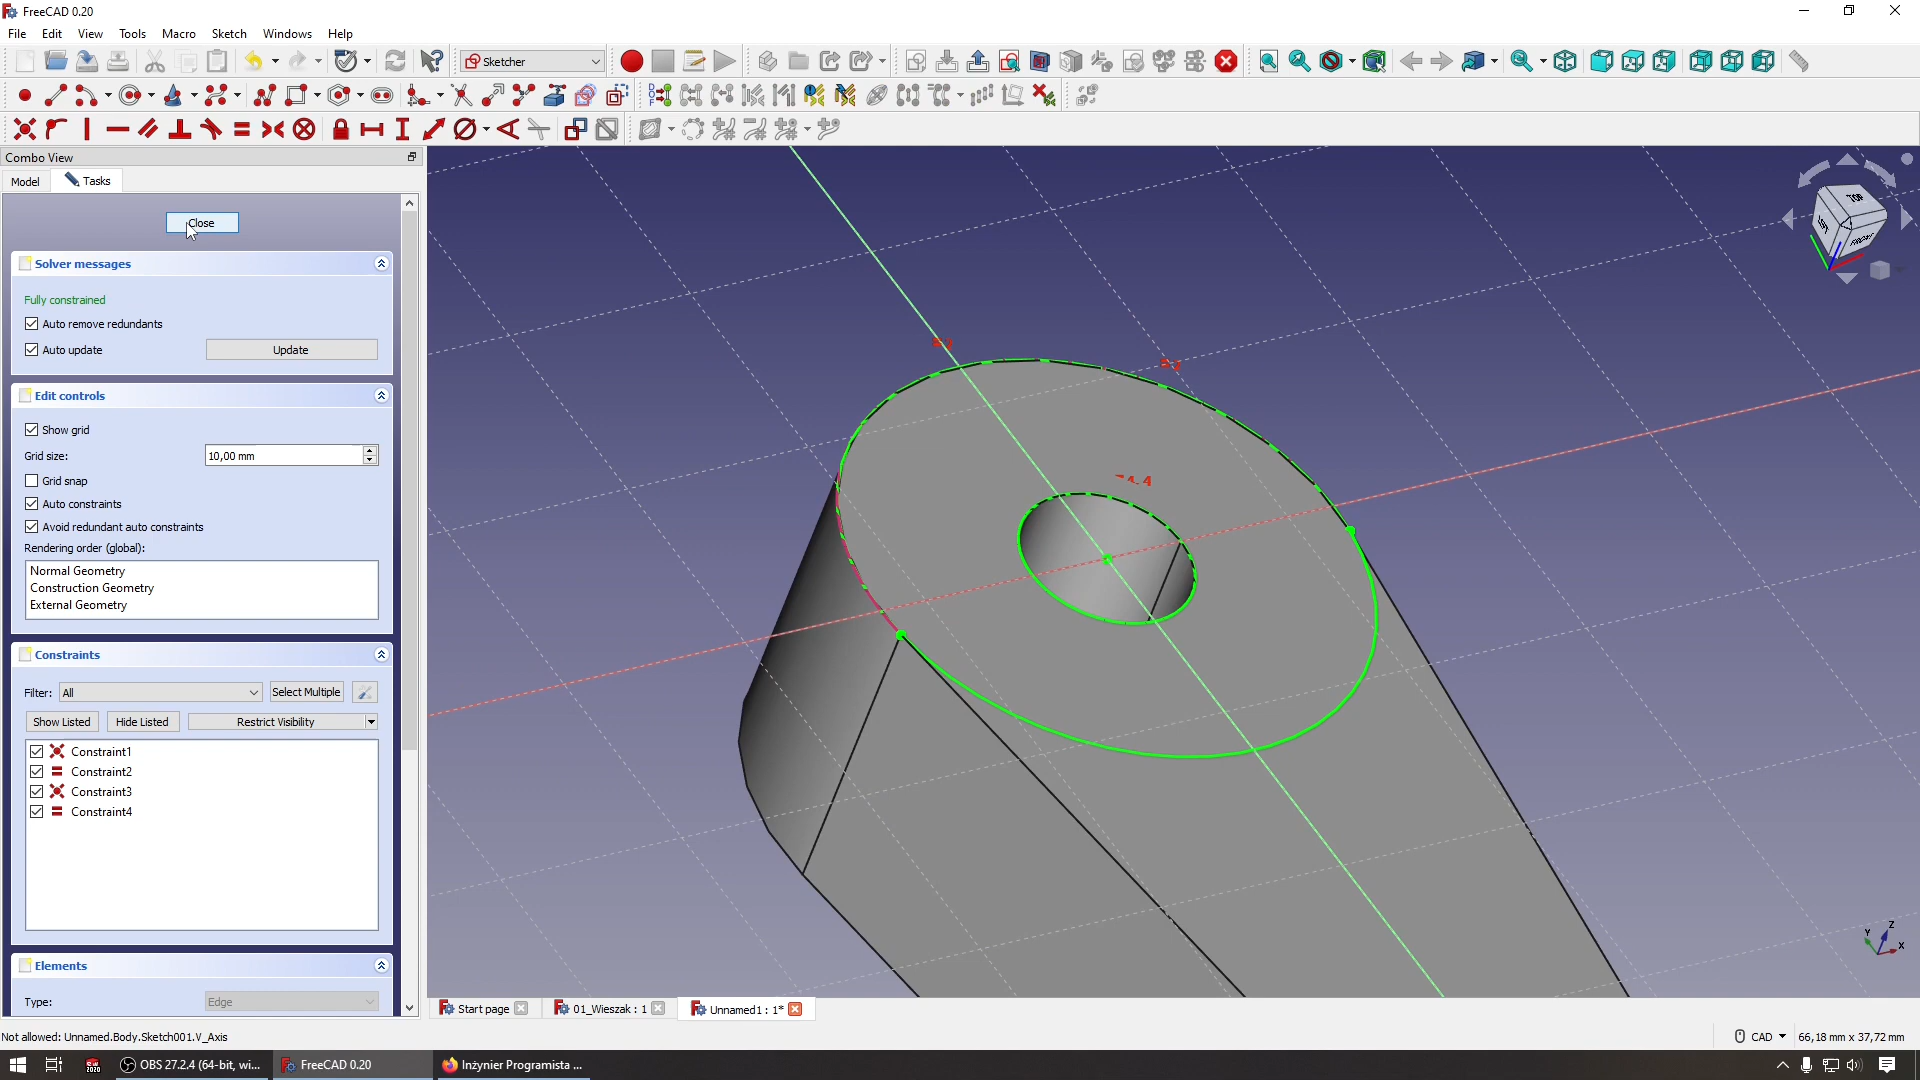 FreeCAD 0.20
File Edit View Tools Macro Sketch Windows Help
Sketcher
Combo View
Model Tasks
Close
Solver messages
Fully constrained
Auto remove redundants
Auto update Update
Edit controls
Show grid
Grid size: 10,00 mm
Grid snap
Auto constraints
Avoid redundant auto constraints
Rendering order (global):
Normal Geometry
Construction Geometry
External Geometry
Constraints
Filter: All Select Multiple
Show Listed Hide Listed Restrict Visibility
Constraint1
Constraint2
Constraint3
Constraint4
Elements
Type: Edge
TOP
FRONT
Z
Y
X
Start page 01_Wieszak : 1 Unnamed1 : 1*
Not allowed: Unnamed.Body.Sketch001.V_Axis CAD 66,18 mm x 37,72 mm
OBS 27.2.4 (64-bit, wi... FreeCAD 0.20 Inżynier Programista ...